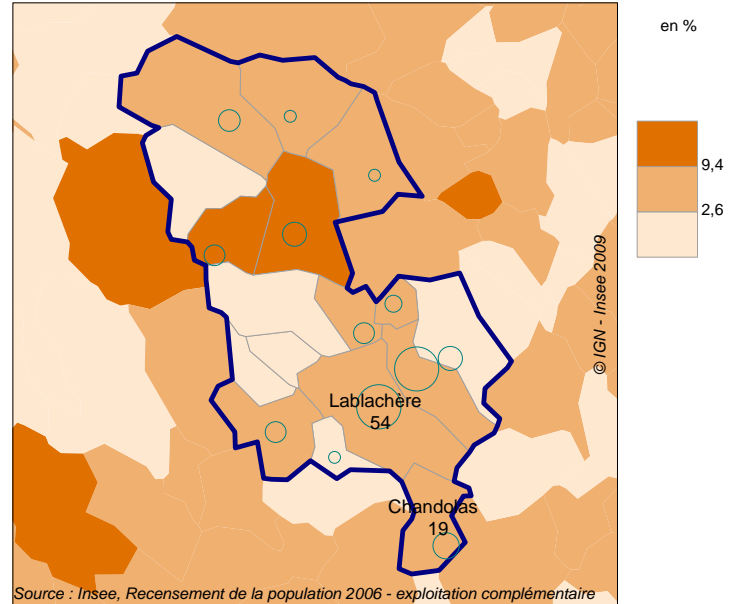 en %
9,4
2,6
© IGN - Insee 2009
Lablachère
54
Chandolas
19
Source : Insee, Recensement de la population 2006 - exploitation complémentaire